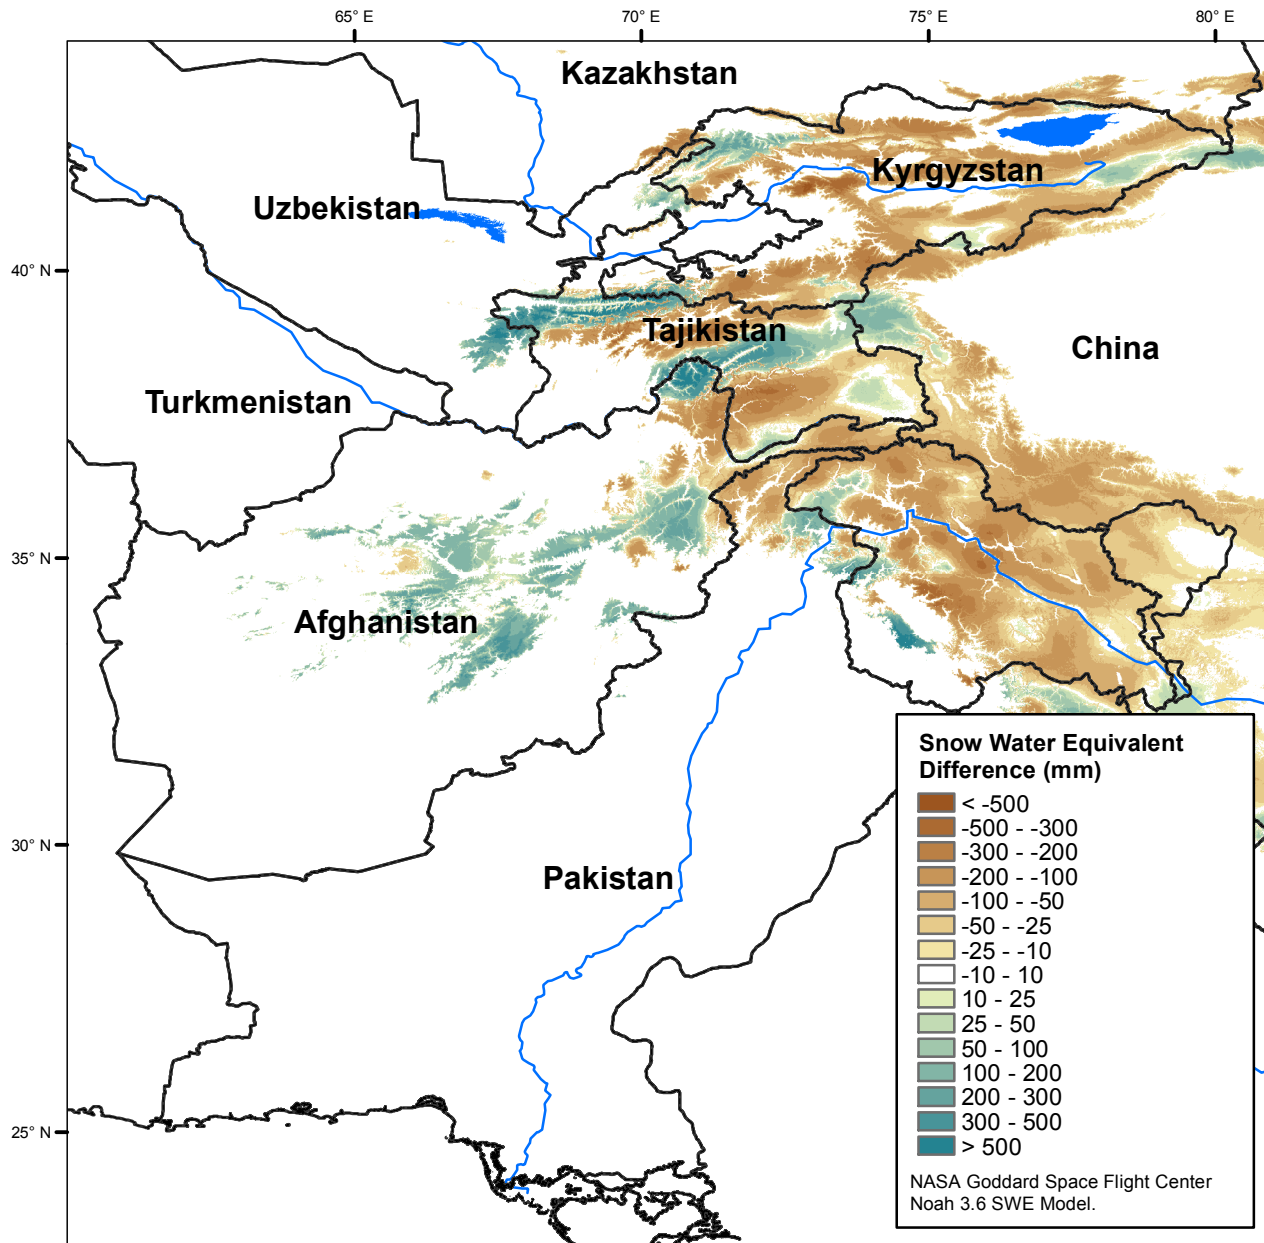 65° E
70° E
75° E
80° E
Kazakhstan
Kyrgyzstan
Uzbekistan
40° N
Tajikistan
China
Turkmenistan
35° N
Afghanistan
Snow Water Equivalent
Difference (mm)
< -500
-500 - -300
-300 - -200
-200 - -100
-100 - -50
-50 - -25
-25 - -10
-10 - 10
10 - 25
25 - 50
50 - 100
100 - 200
200 - 300
300 - 500
> 500
NASA Goddard Space Flight Center
Noah 3.6 SWE Model.
30° N
Pakistan
25° N